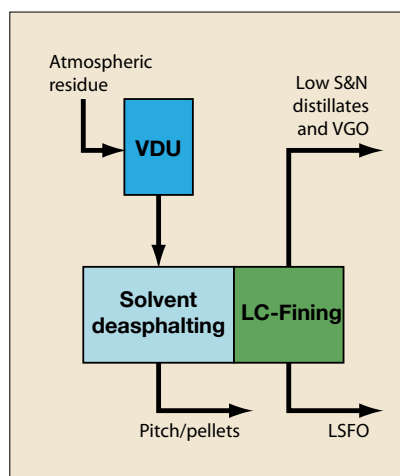 Atmospheric
residue
Low S&N
distillates
and VGO
VDU
Solvent
deasphalting
LC-Fining
Pitch/pellets
LSFO